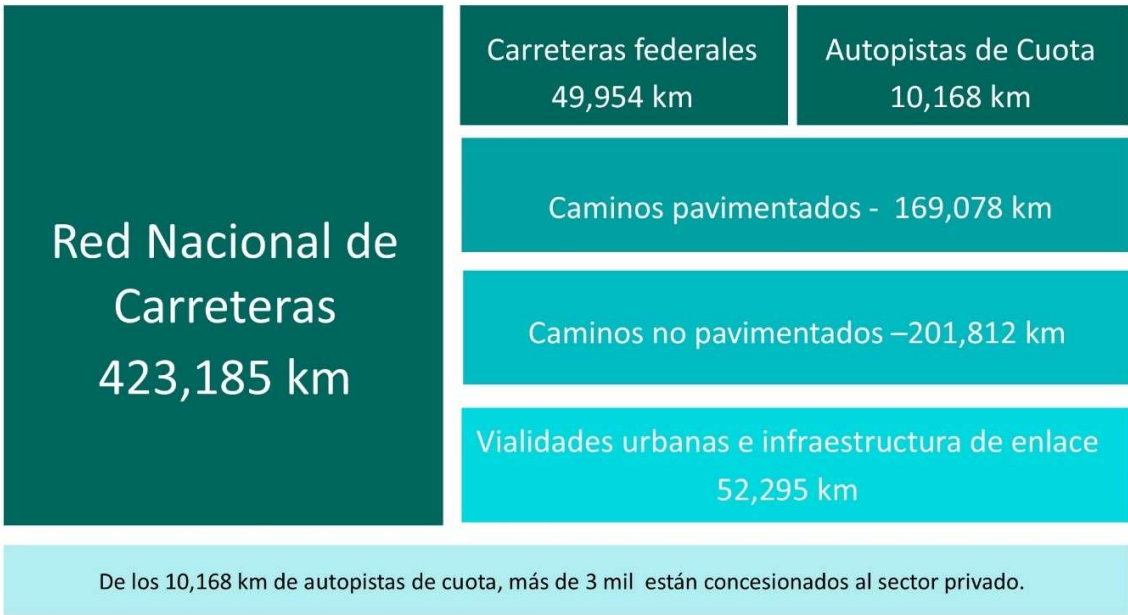 Red Nacional de
Carreteras
423,185 km
Carreteras federales
49,954 km
Autopistas de Cuota
10,168 km
Caminos pavimentados - 169,078 km
Caminos no pavimentados –201,812 km
Vialidades urbanas e infraestructura de enlace
52,295 km
De los 10,168 km de autopistas de cuota, más de 3 mil están concesionados al sector privado.